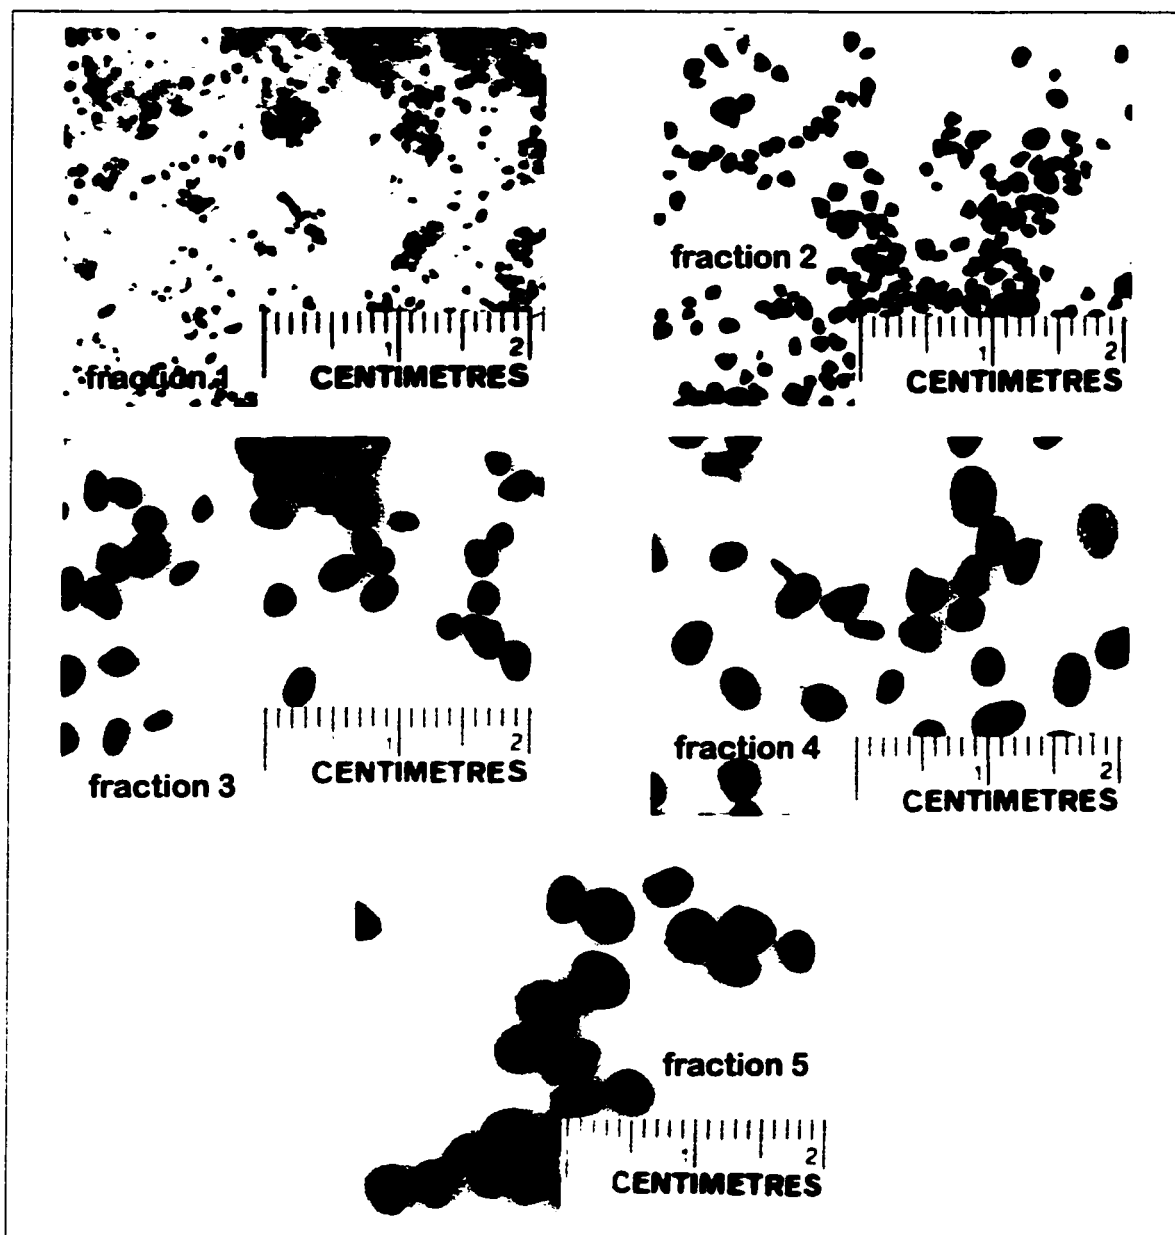 fraction 1
1 2
CENTIMETRES
fraction 2
1 2
CENTIMETRES
fraction 3
1 2
CENTIMETRES
fraction 4
1 2
CENTIMETRES
fraction 5
1 2
CENTIMETRES